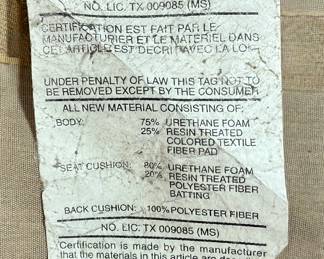 NO. LIC. TX 009085 (MS)
CERTIFICATION EST FAIT PAR LE
MANUFACTURIER ET LE MATERIEL DANS
CET ARTICLE EST DECRIT AVEC LA LOI.
UNDER PENALTY OF LAW THIS TAG NOT TO
BE REMOVED EXCEPT BY THE CONSUMER
ALL NEW MATERIAL CONSISTING OF:
BODY: 75% URETHANE FOAM
25% RESIN TREATED
COLORED TEXTILE
FIBER PAD
SEAT CUSHION: 80% URETHANE FOAM
20% RESIN TREATED
POLYESTER FIBER
BATTING
BACK CUSHION: 100% POLYESTER FIBER
NO. LIC. TX 009085 (MS)
Certification is made by the manufacturer
that the materials in this article are